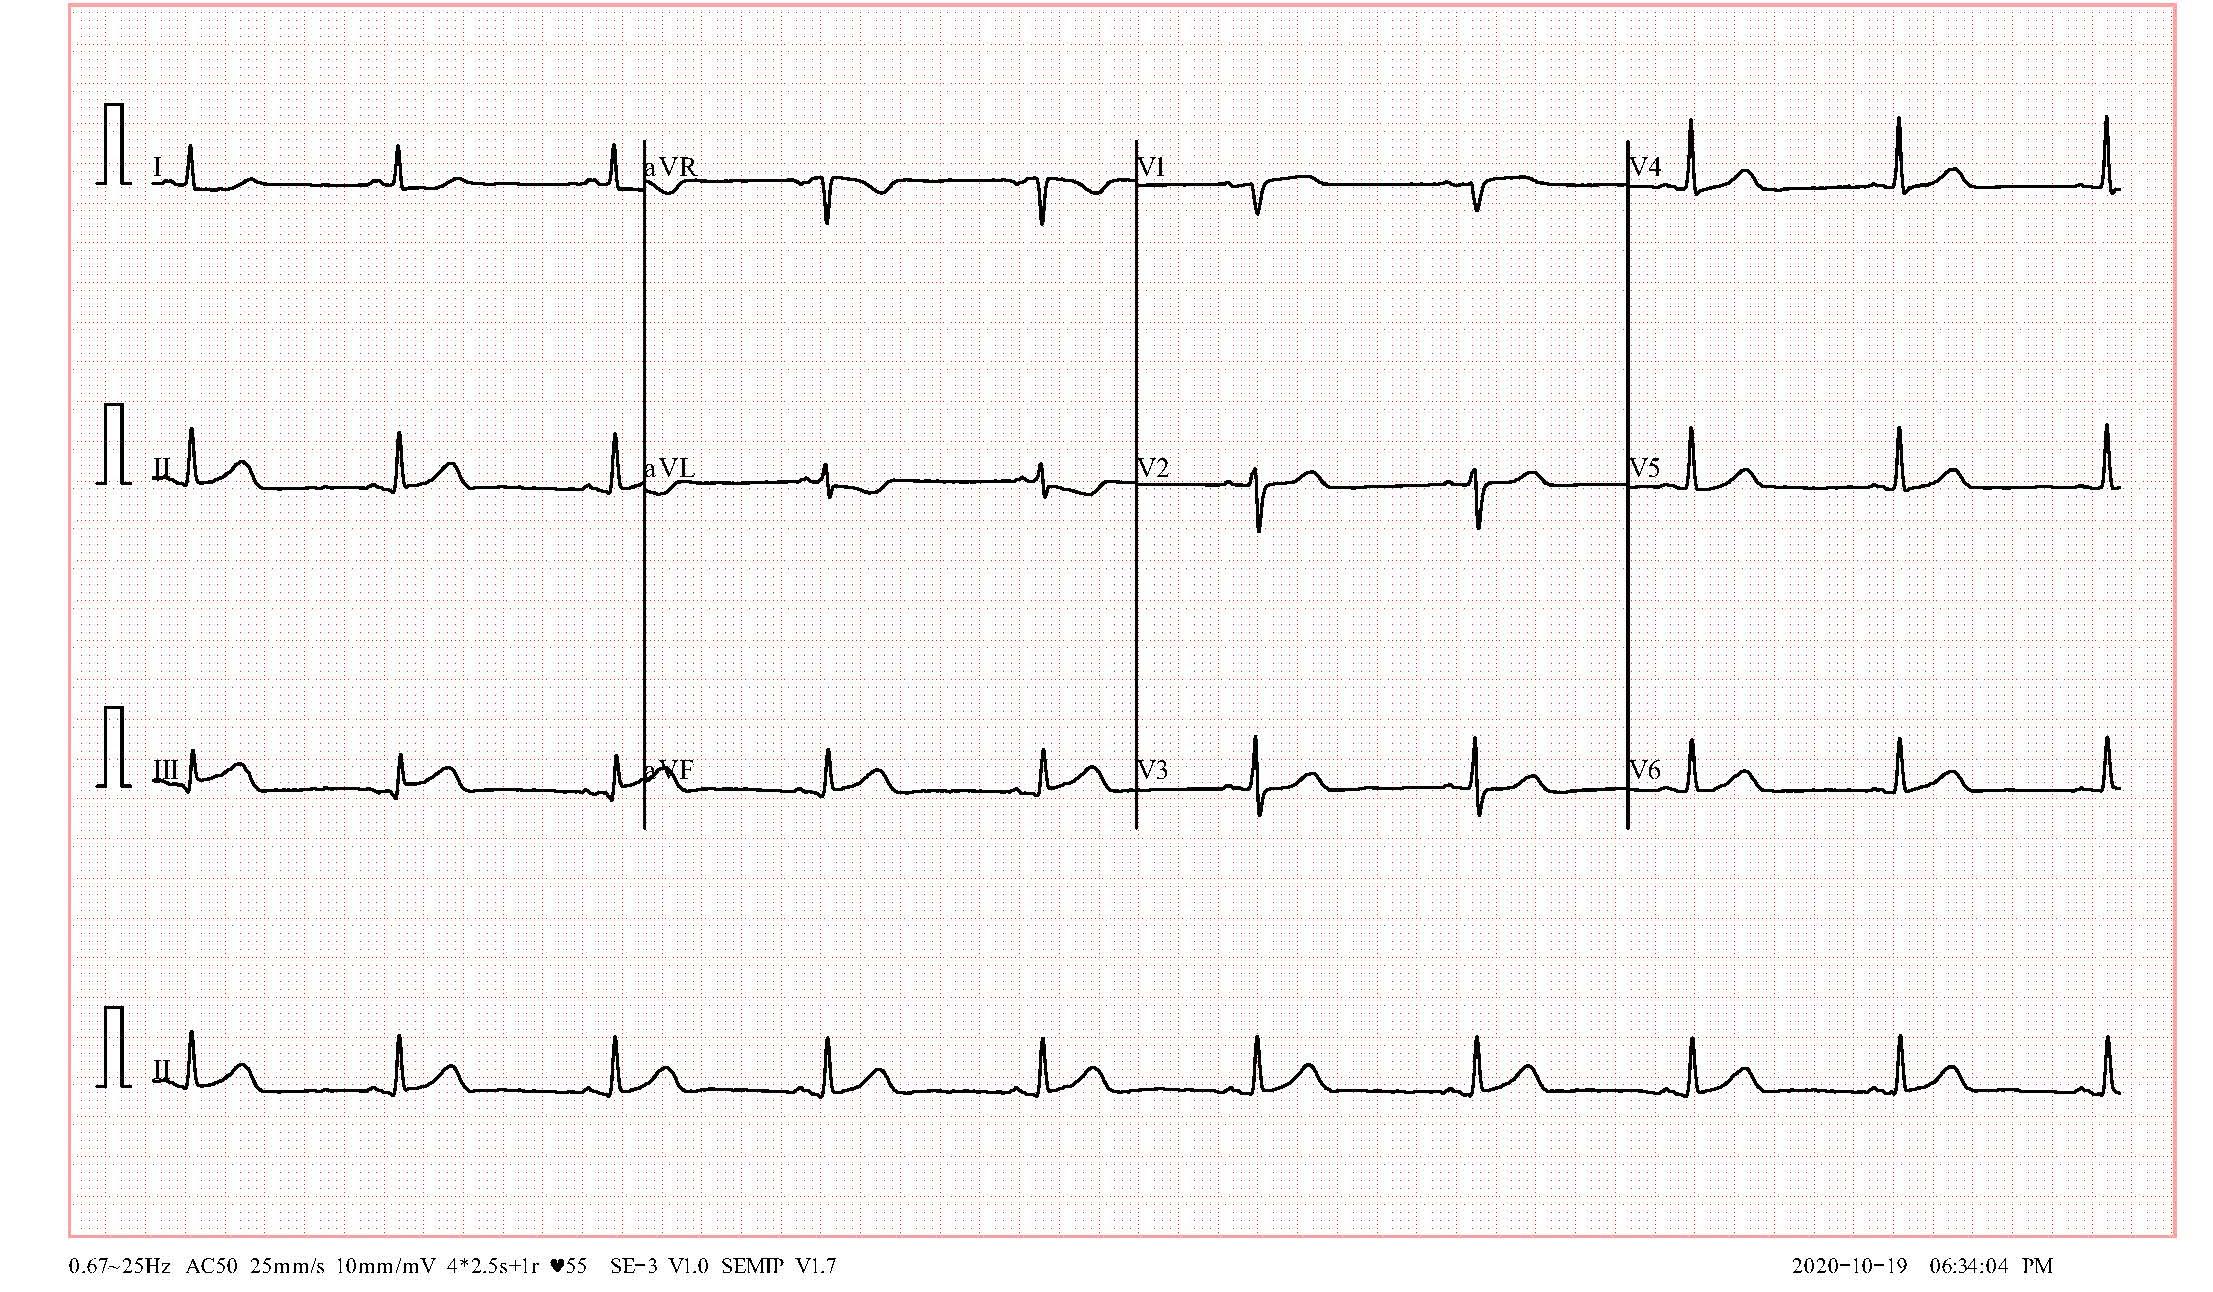 I aVR V1 V4
II aVL V2 V5
III aVF V3 V6
II
0.67~25Hz AC50 25mm/s 10mm/mV 4*2.5s+1r ♥55 SE-3 V1.0 SEMIP V1.7 2020-10-19 06:34:04 PM